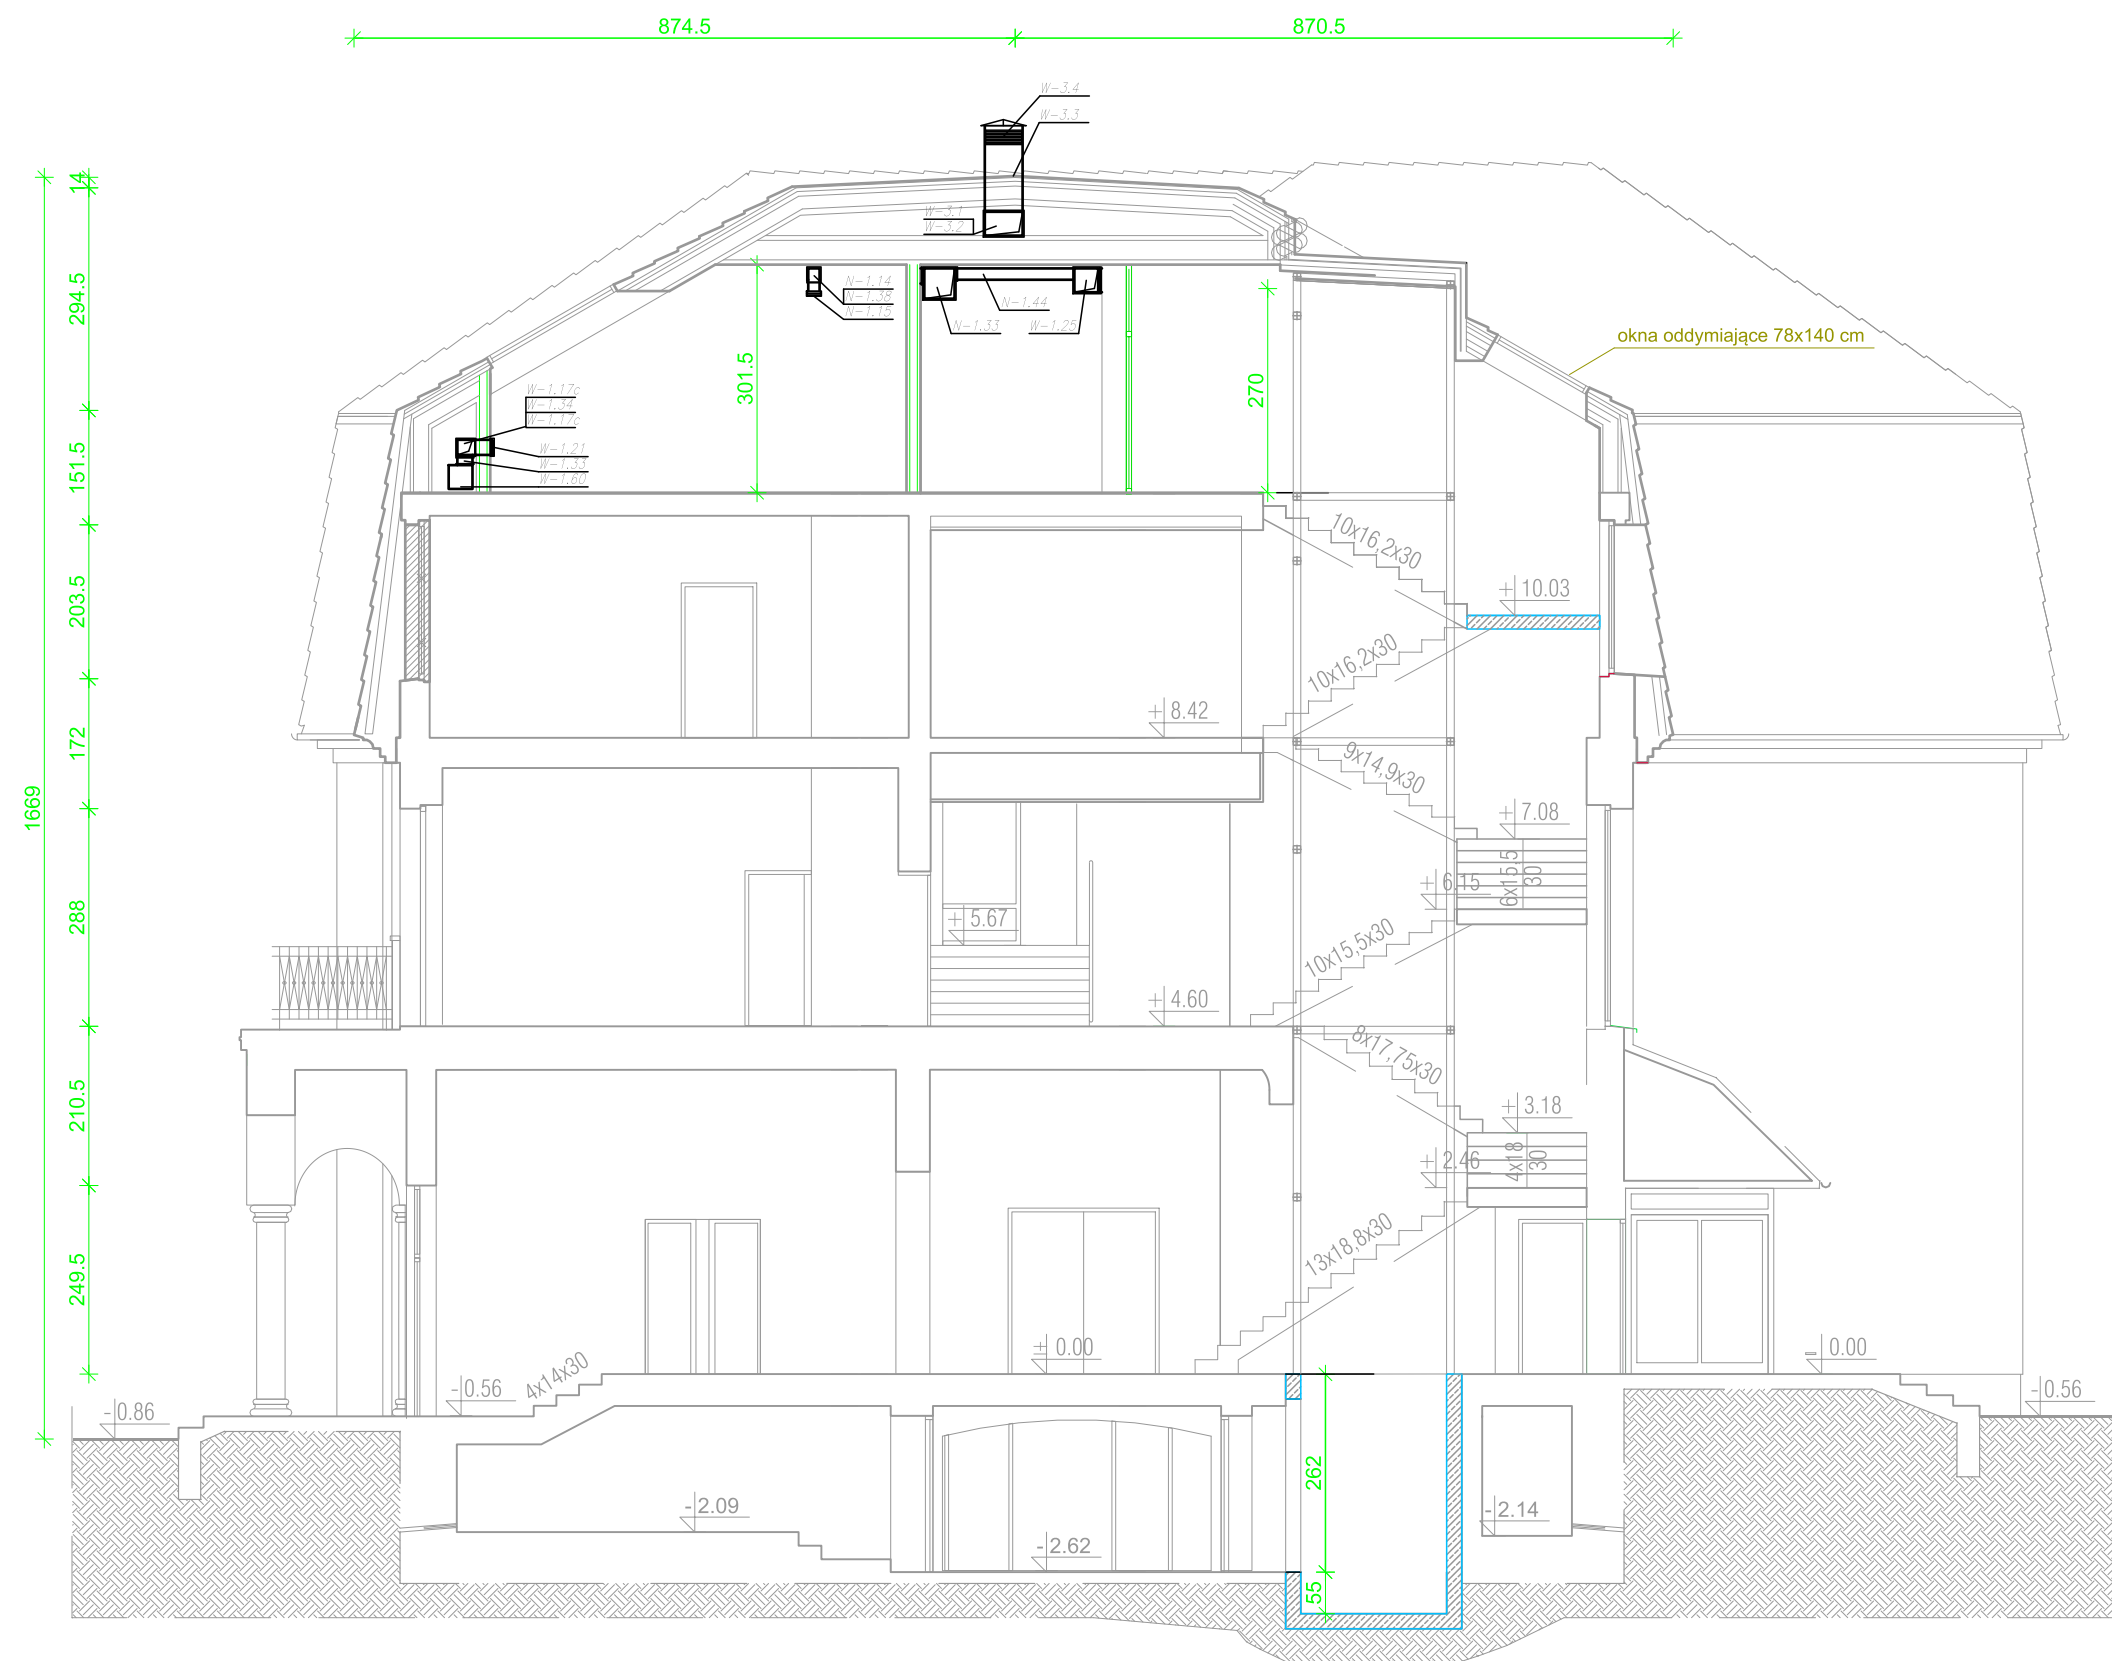 874.5
870.5
W-3.4
W-3.3
W-3.1
W-3.2
14
N-1.14
N-1.38
N-1.15
N-1.44
N-1.33
W-1.25
294.5
301.5
270
okna oddymiające 78x140 cm
W-1.17c
W-1.34
W-1.17c
W-1.21
W-1.33
W-1.60
151.5
10x16,2x30
203.5
+ 10.03
10x16,2x30
+ 8.42
172
9x14,9x30
1669
+ 7.08
6x15,5
30
+ 6.15
288
+ 5.67
10x15,5x30
+ 4.60
8x17,75x30
210.5
+ 3.18
4x18
30
+ 2.46
13x18,8x30
249.5
± 0.00
- 0.00
4x14x30
-0.56
-0.56
-0.86
262
-2.09
-2.14
-2.62
55